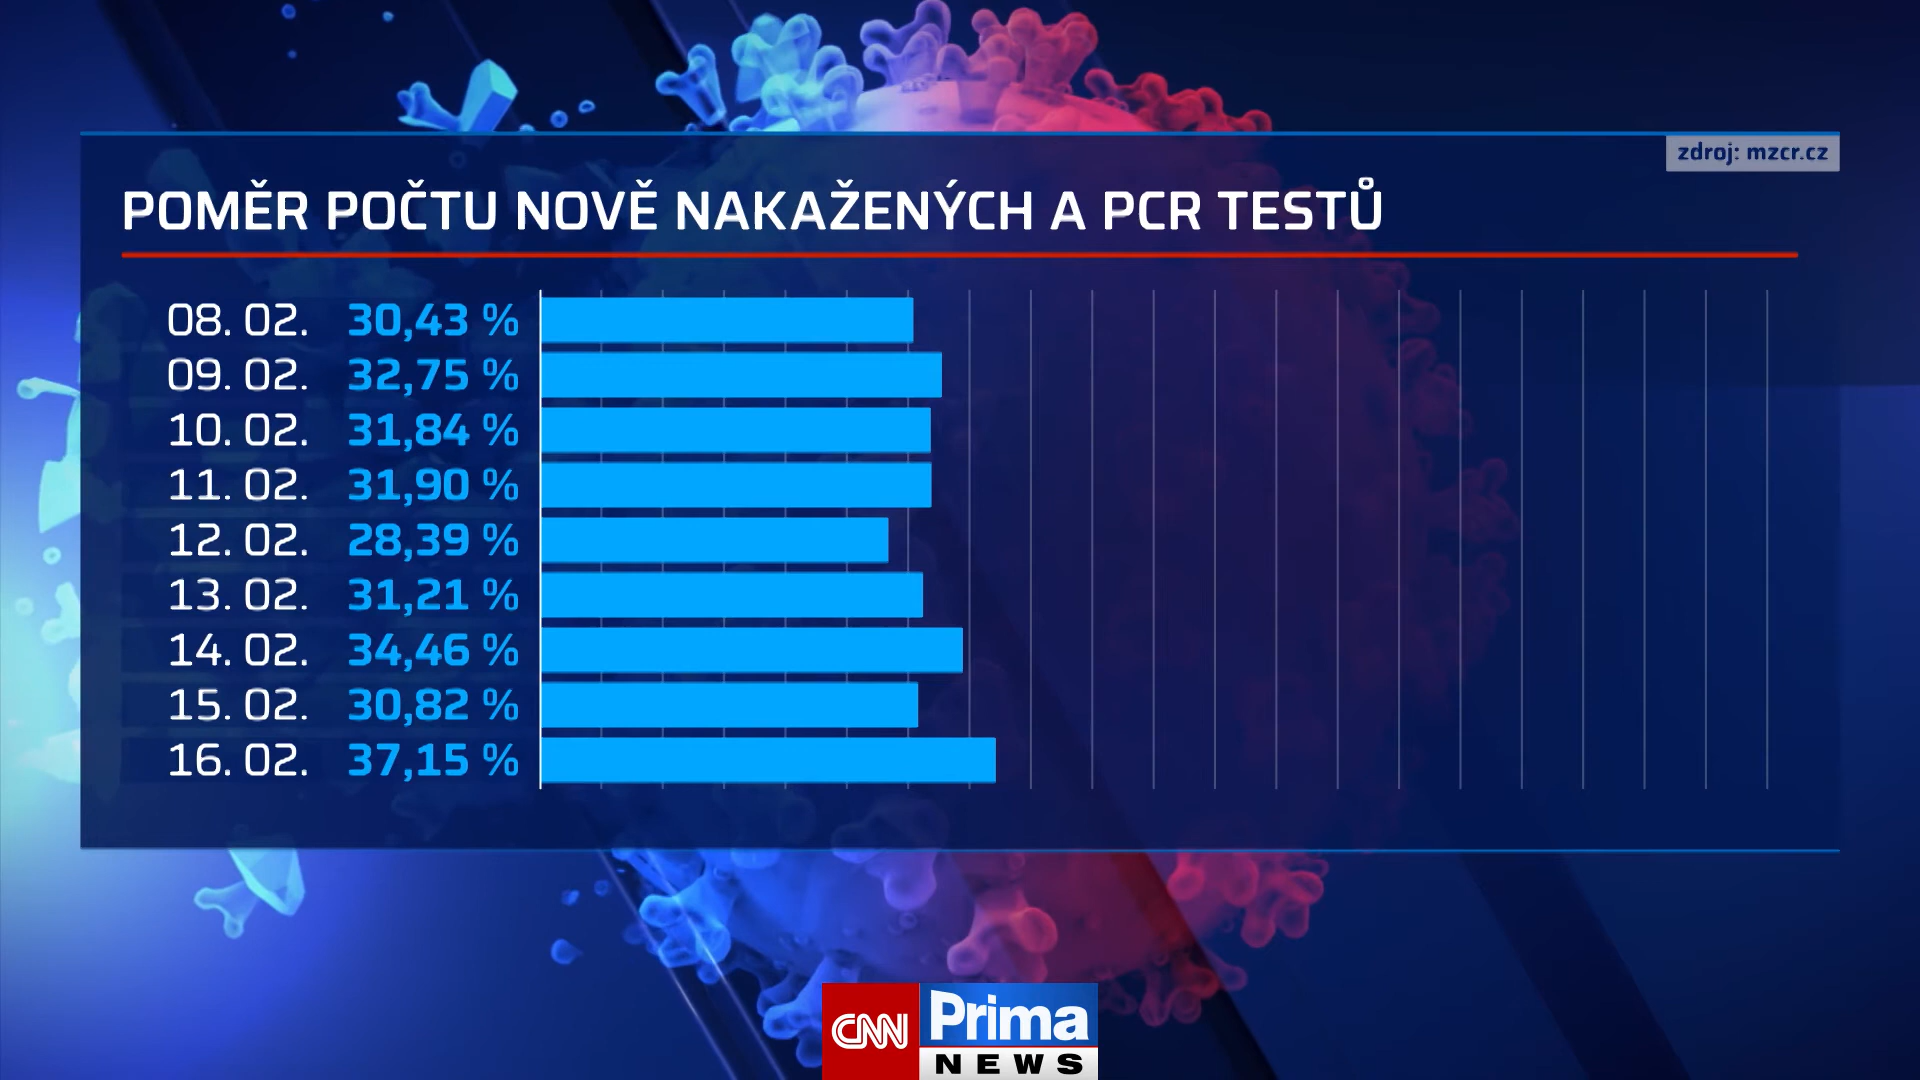 zdroj: mzcr.cz
POMĚR POČTU NOVĚ NAKAŽENÝCH A PCR TESTŮ
08. 02. 30,43 %
09. 02. 32,75 %
10. 02. 31,84 %
11. 02. 31,90 %
12. 02. 28,39 %
13. 02. 31,21 %
14. 02. 34,46 %
15. 02. 30,82 %
16. 02. 37,15 %
CNN Prima
NEWS